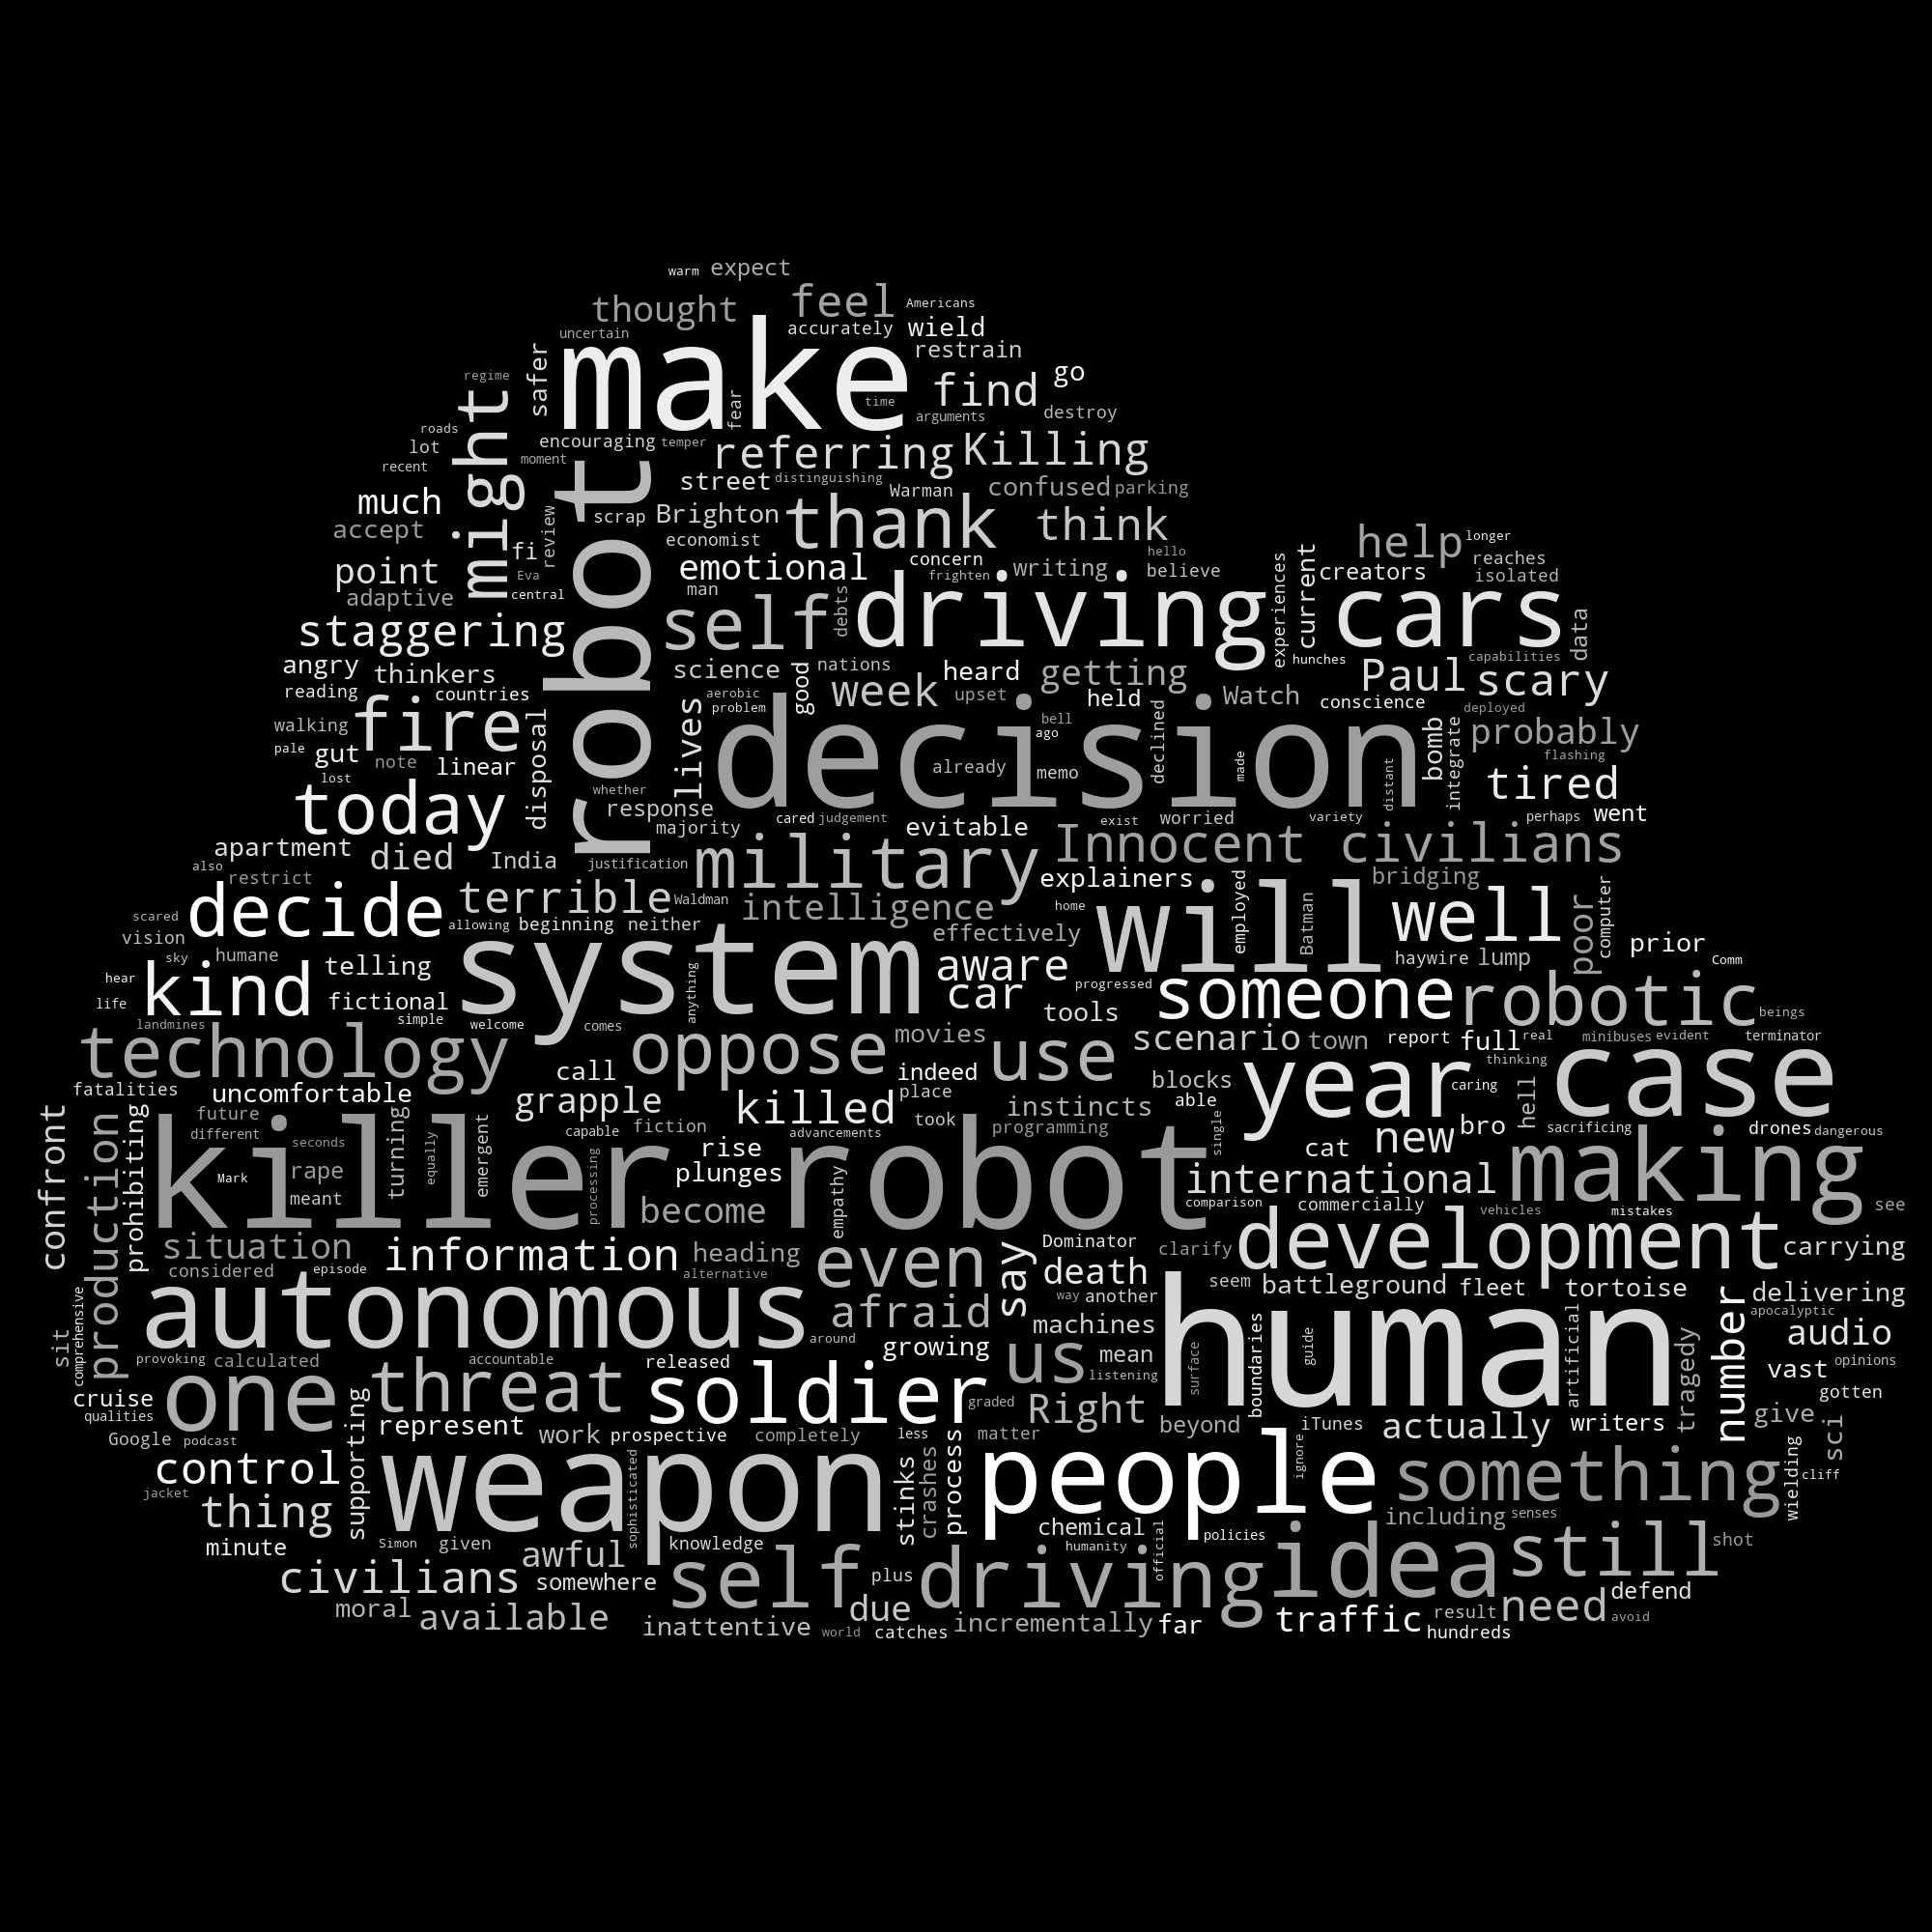 warm expect
thought feel Americans
uncertain accurately wield
make restrain
safer
regime might find go
fear time arguments destroy
roads encouraging temper
lot moment referring Killing
recent street distinguishing
much robot Warman confused parking
accept review scrap Brighton thank think
economist
fi hello help longer
point Eva emotional concern writing believe reaches
adaptive central man frighten creators isolated
self debts driving experiences current cars data
staggering
angry thinkers science nations heard getting hunches capabilities
reading countries aerobic good week upset held Watch Paul scary
walking fire problem conscience deployed
pale gut note linear disposal lives decision bell ago declined made bomb integrate probably flashing
lost whether already memo distant tired
today response cared judgement exist worried variety perhaps went
apartment majority evitable
also died India justification military Innocent civilians
restrict explainers bridging
decide terrible Waldman intelligence home will employed Batman well poor computer
scared allowing beginning neither effectively prior
vision sky humane telling system aware haywire lump Comm
hear kind anything progressed
life fictional car tools someone robotic beings
landmines simple welcome comes
technology oppose movies use scenario town report full real minibuses evident terminator
call indeed blocks year thinking case
fatalities uncomfortable grapple place able caring
confront production prohibiting future turning killed instincts hell
different seconds equally emergent capable fiction advancements took programming single cat new bro sacrificing drones dangerous
killer robot rise
Mark rape processing plunges empathy international making
meant become comparison commercially vehicles mistakes see
situation information heading even say Dominator clarify development carrying
considered episode alternative death seem battleground fleet tortoise delivering
autonomous afraid way another human apocalyptic
sit comprehensive around machines boundaries guide artificial tragedy number audio
provoking calculated accountable released growing us mean surface vast opinions
cruise one threat soldier listening gotten
qualities supporting graded Right
Google podcast represent work prospective completely less matter beyond iTunes actually writers give sci
control weapon stinks crashes process people ignore something wielding cliff
jacket thing sophisticated including senses
minute Simon given knowledge chemical policies shot
humanity official
awful self driving idea still
civilians somewhere plus defend
moral available due traffic result need avoid
inattentive world catches incrementally far hundreds